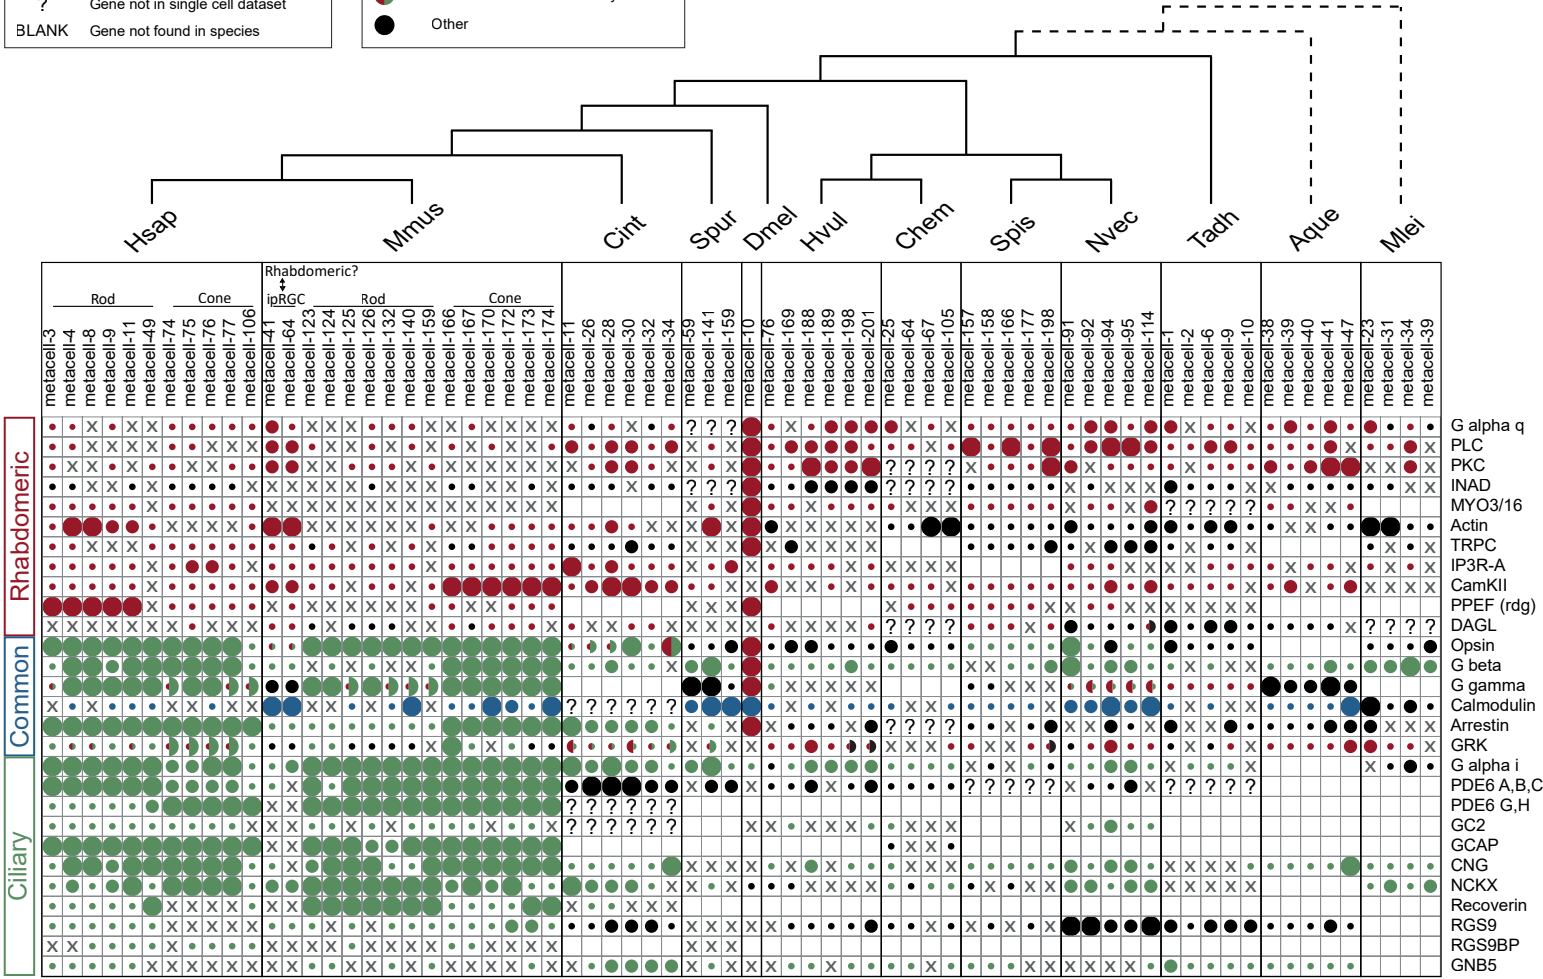 ? Gene not in single cell dataset
BLANK Gene not found in species
Other
Hsap
Mmus
Cint
Spur
Dmel
Hvul
Chem
Spis
Nvec
Tadh
Aque
Mlei
Rhabdomeric?
Rod
Cone
ipRGC
Rod
Cone
metacell-3
metacell-4
metacell-8
metacell-9
metacell-11
metacell-49
metacell-74
metacell-75
metacell-76
metacell-77
metacell-106
metacell-41
metacell-64
metacell-123
metacell-124
metacell-125
metacell-126
metacell-132
metacell-140
metacell-159
metacell-166
metacell-167
metacell-170
metacell-172
metacell-173
metacell-174
metacell-11
metacell-26
metacell-28
metacell-30
metacell-32
metacell-34
metacell-59
metacell-141
metacell-159
metacell-10
metacell-76
metacell-169
metacell-188
metacell-189
metacell-198
metacell-201
metacell-25
metacell-64
metacell-67
metacell-105
metacell-157
metacell-158
metacell-166
metacell-177
metacell-198
metacell-91
metacell-92
metacell-94
metacell-95
metacell-114
metacell-1
metacell-2
metacell-6
metacell-9
metacell-10
metacell-38
metacell-39
metacell-40
metacell-41
metacell-47
metacell-23
metacell-31
metacell-34
metacell-39
Rhabdomeric
G alpha q
PLC
PKC
INAD
MYO3/16
Actin
TRPC
IP3R-A
CamKII
PPEF (rdg)
DAGL
Common
Opsin
G beta
G gamma
Calmodulin
Arrestin
GRK
Ciliary
G alpha i
PDE6 A,B,C
PDE6 G,H
GC2
GCAP
CNG
NCKX
Recoverin
RGS9
RGS9BP
GNB5